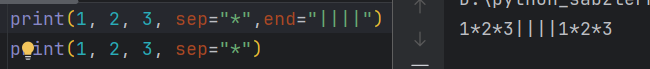 print(1, 2, 3, sep="*",end="||||")
print(1, 2, 3, sep="*")
1*2*3||||1*2*3